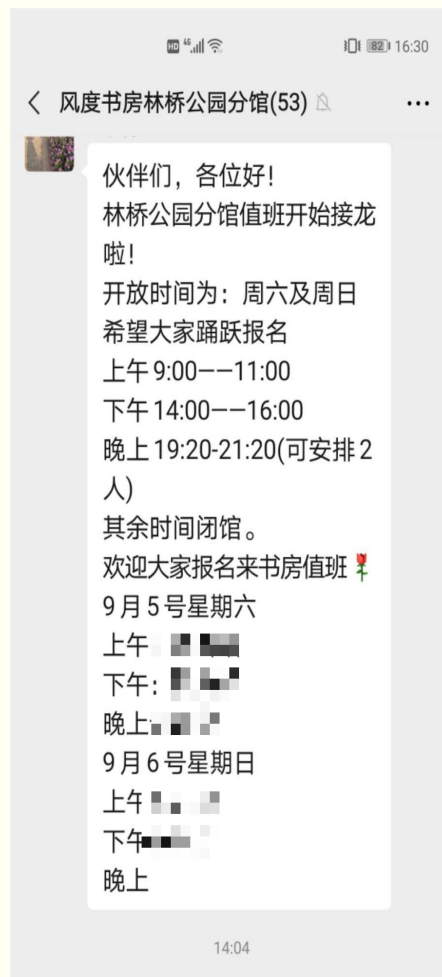 HD 4G 82 16:30
风度书房林桥公园分馆(53)
伙伴们，各位好！
林桥公园分馆值班开始接龙
啦！
开放时间为：周六及周日
希望大家踊跃报名
上午9:00——11:00
下午14:00——16:00
晚上19:20-21:20(可安排2
人)
其余时间闭馆。
欢迎大家报名来书房值班🌹
9月5号星期六
上午
下午：
晚上
9月6号星期日
上午
下午
晚上
14:04